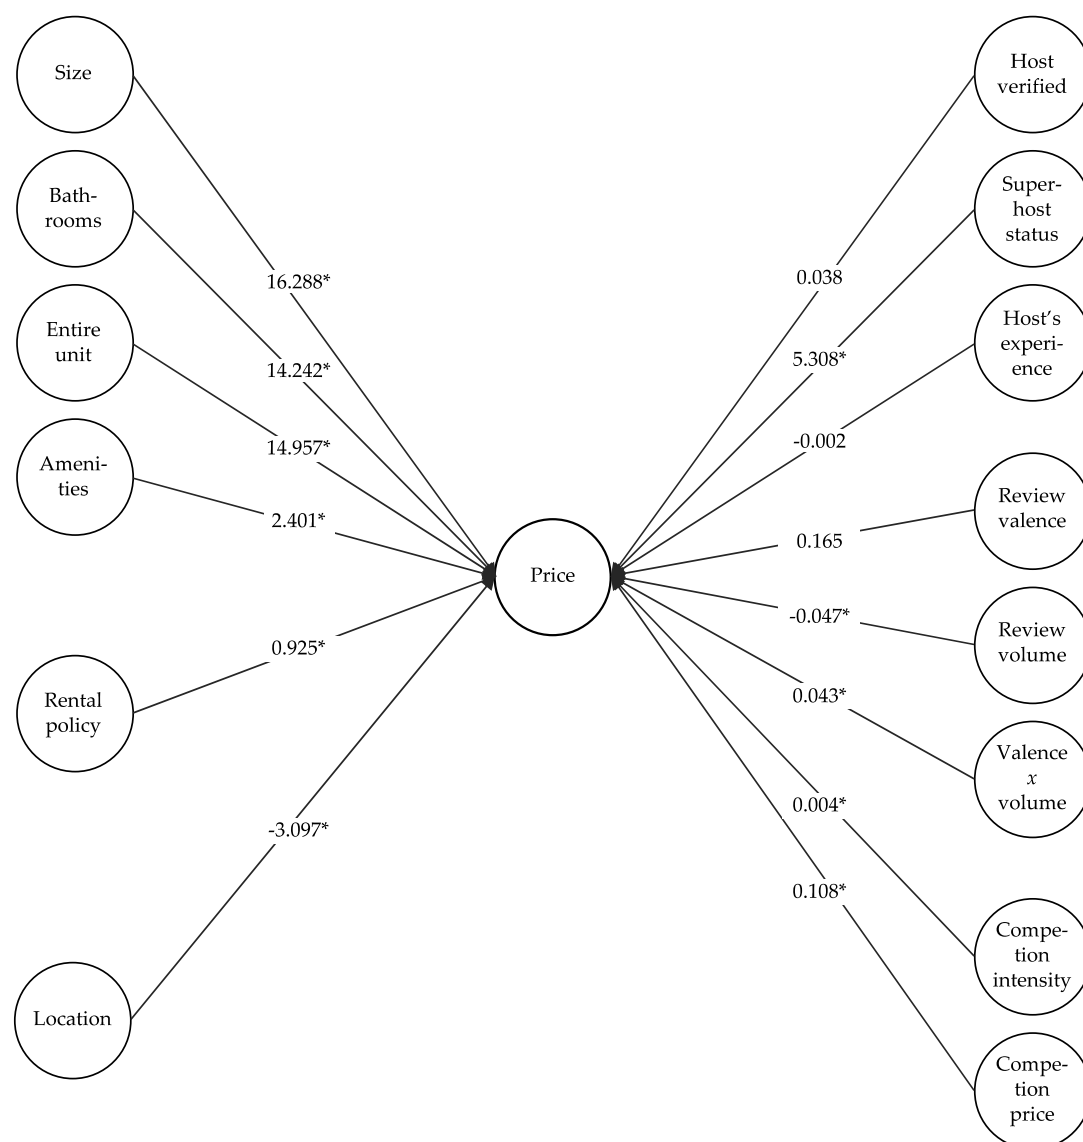 Size
Bath-
rooms
Entire
unit
Ameni-
ties
Rental
policy
Location
16.288*
14.242*
14.957*
2.401*
0.925*
-3.097*
Price
0.038
5.308*
-0.002
0.165
-0.047*
0.043*
0.004*
0.108*
Host
verified
Super-
host
status
Host's
experi-
ence
Review
valence
Review
volume
Valence
x
volume
Compe-
tion
intensity
Compe-
tion
price